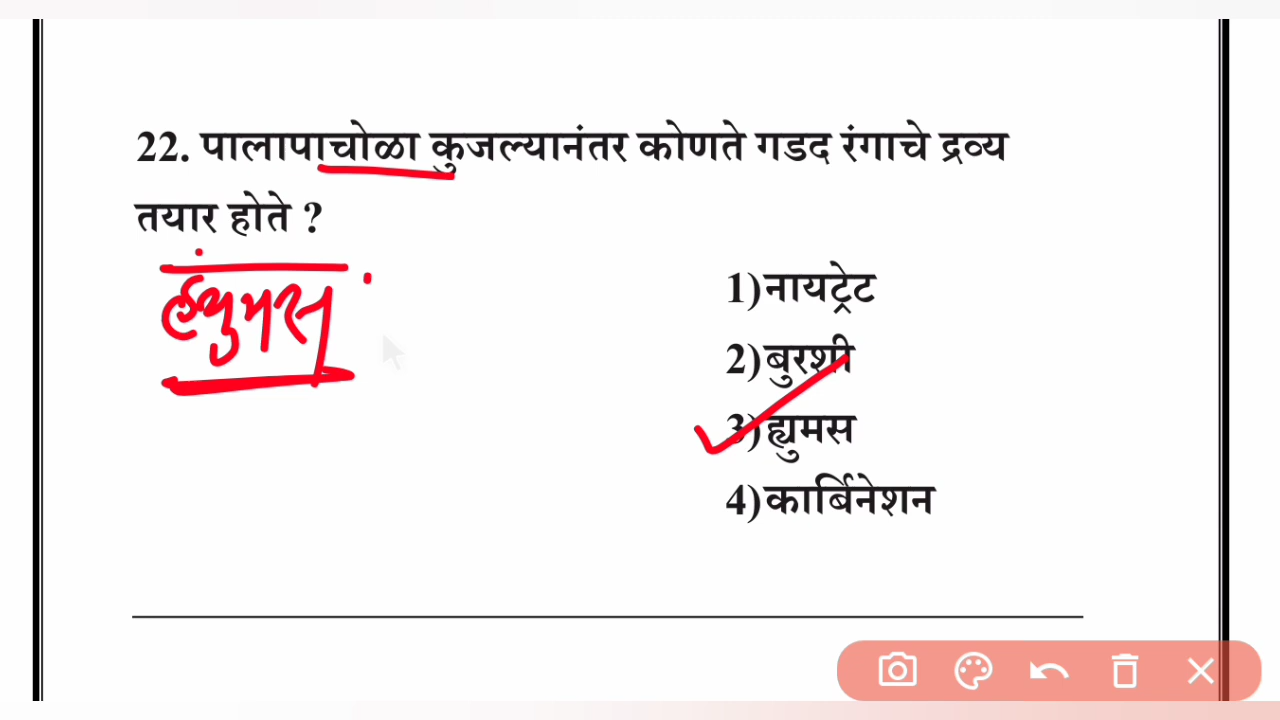 22. पालापाचोळा कुजल्यानंतर कोणते गडद रंगाचे द्रव्य
तयार होते ?
ह्युमस
1)नायट्रेट
2)बुरशी
3)ह्युमस
4)कार्बिनेशन